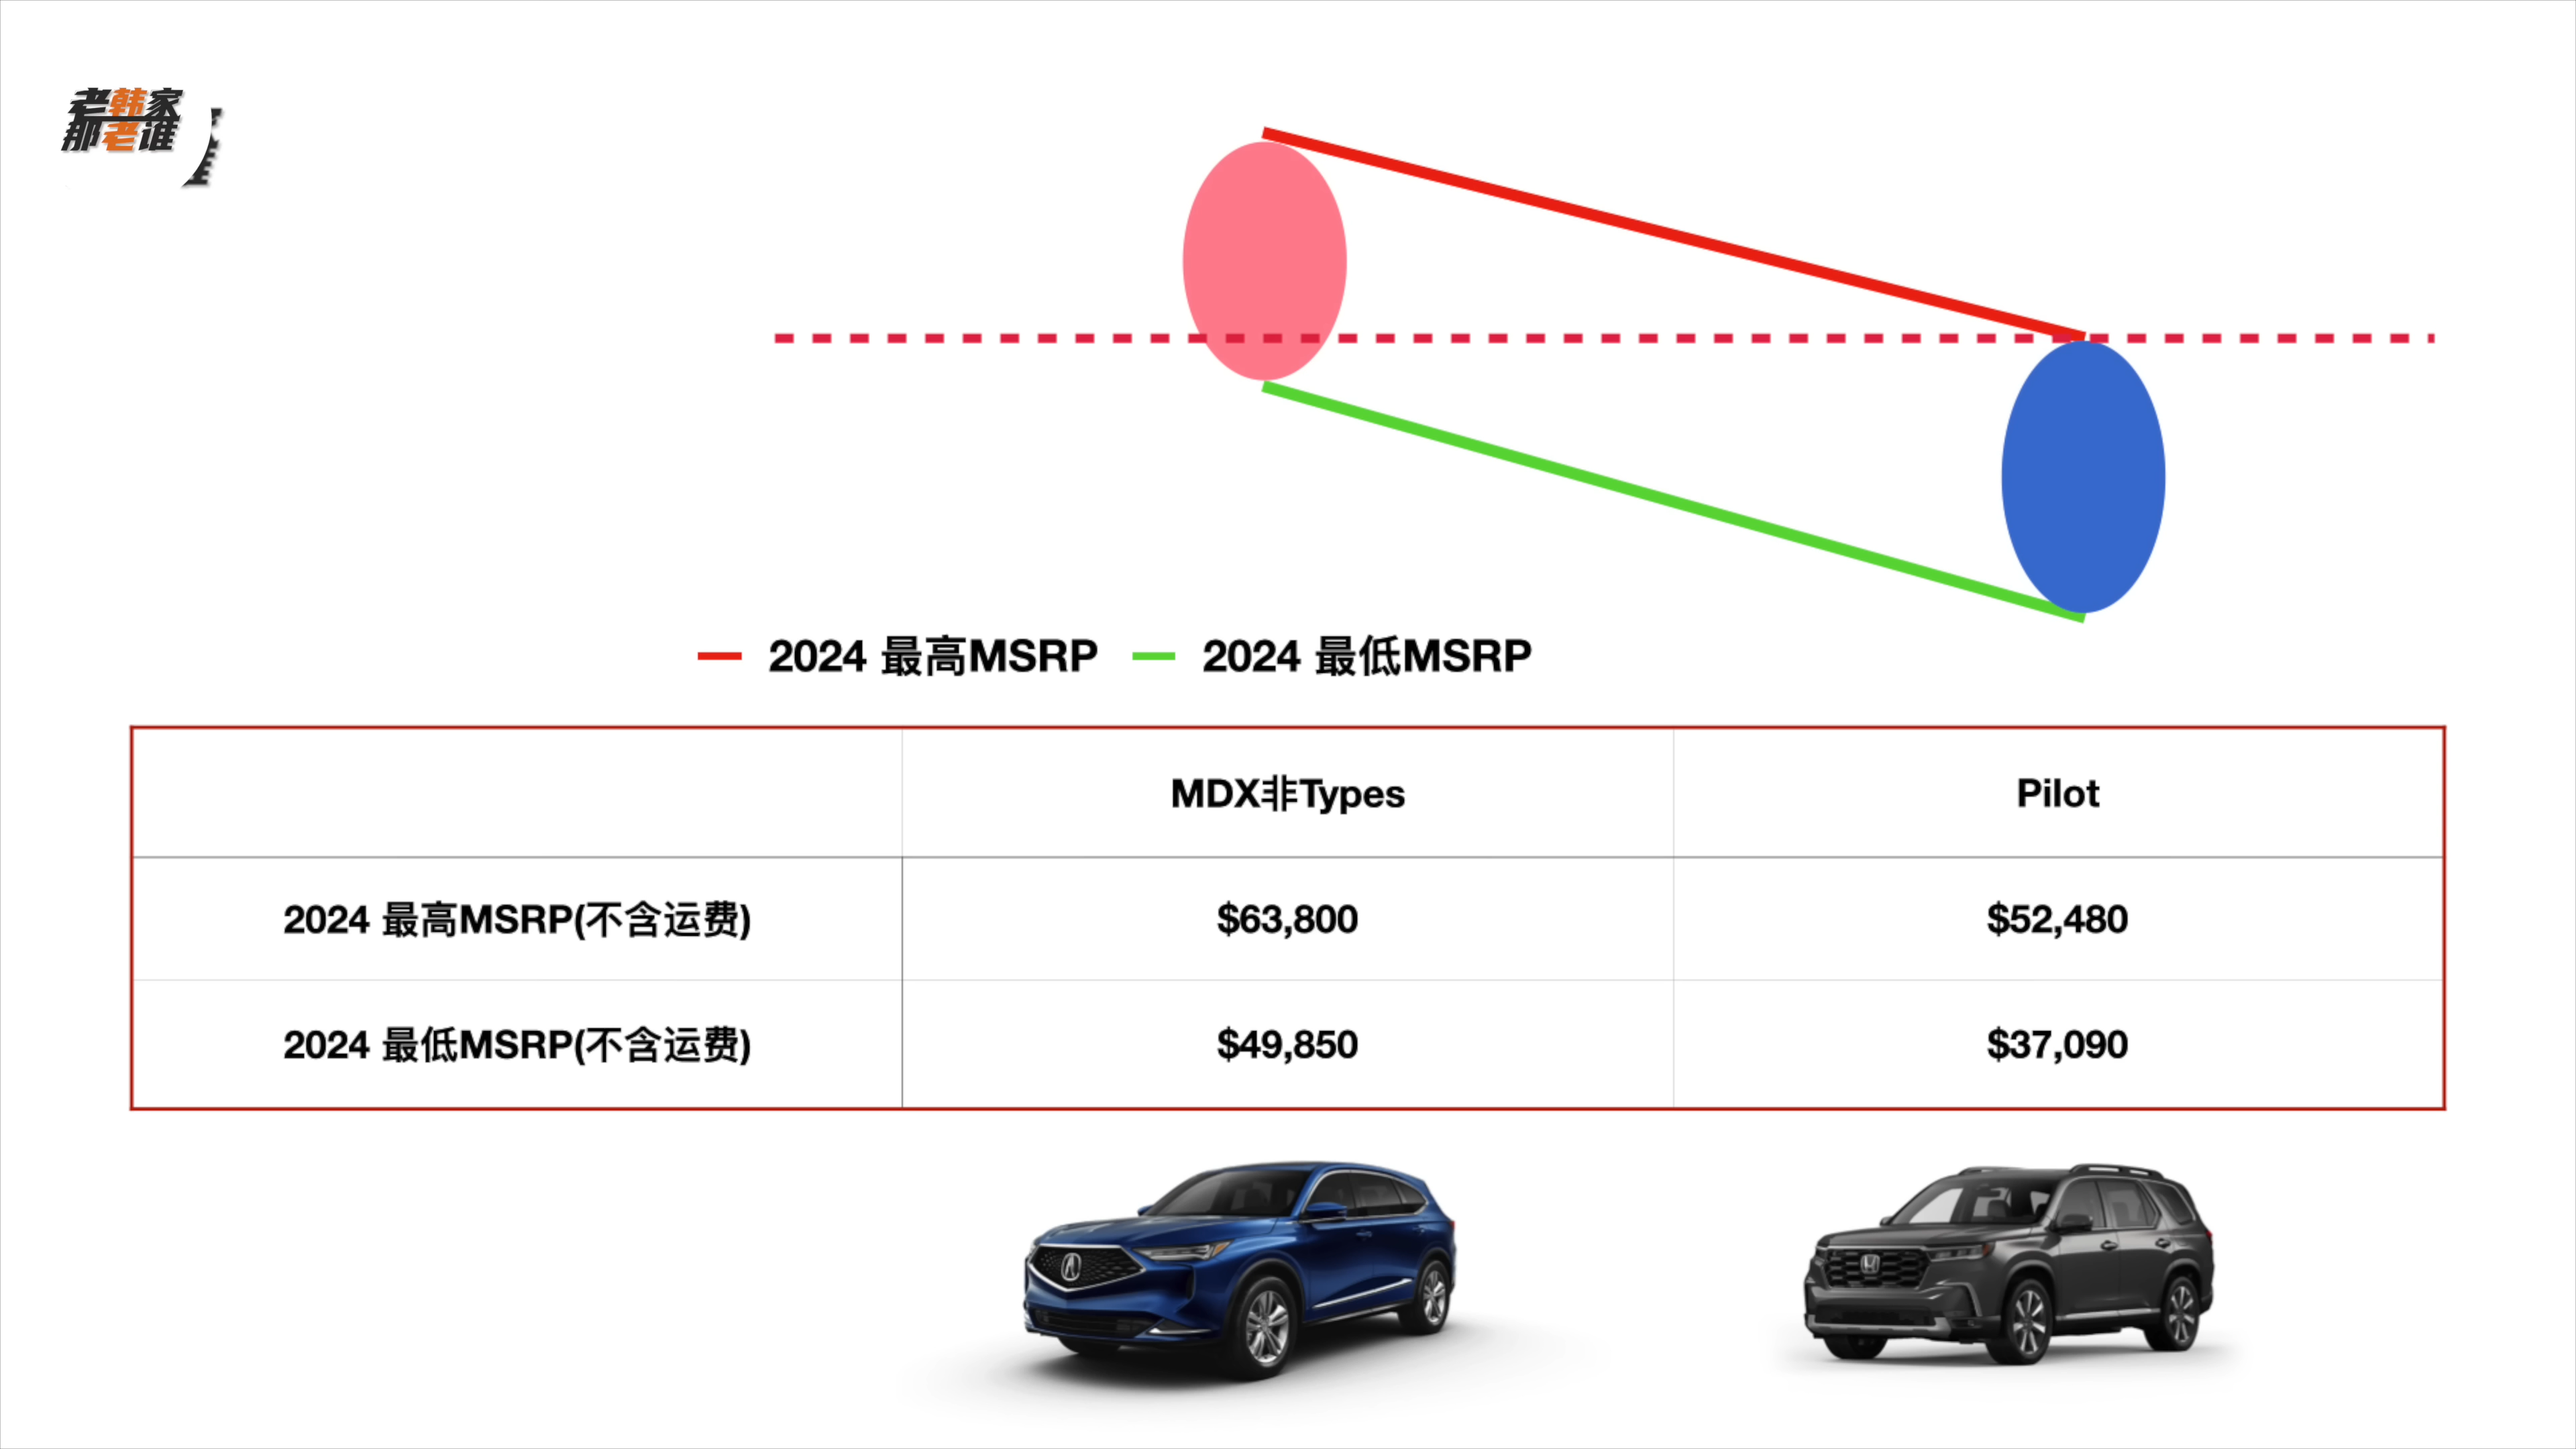 老韩家
那老谁
2024 最高MSRP 2024 最低MSRP
MDX非Types Pilot
2024 最高MSRP(不含运费) $63,800 $52,480
2024 最低MSRP(不含运费) $49,850 $37,090